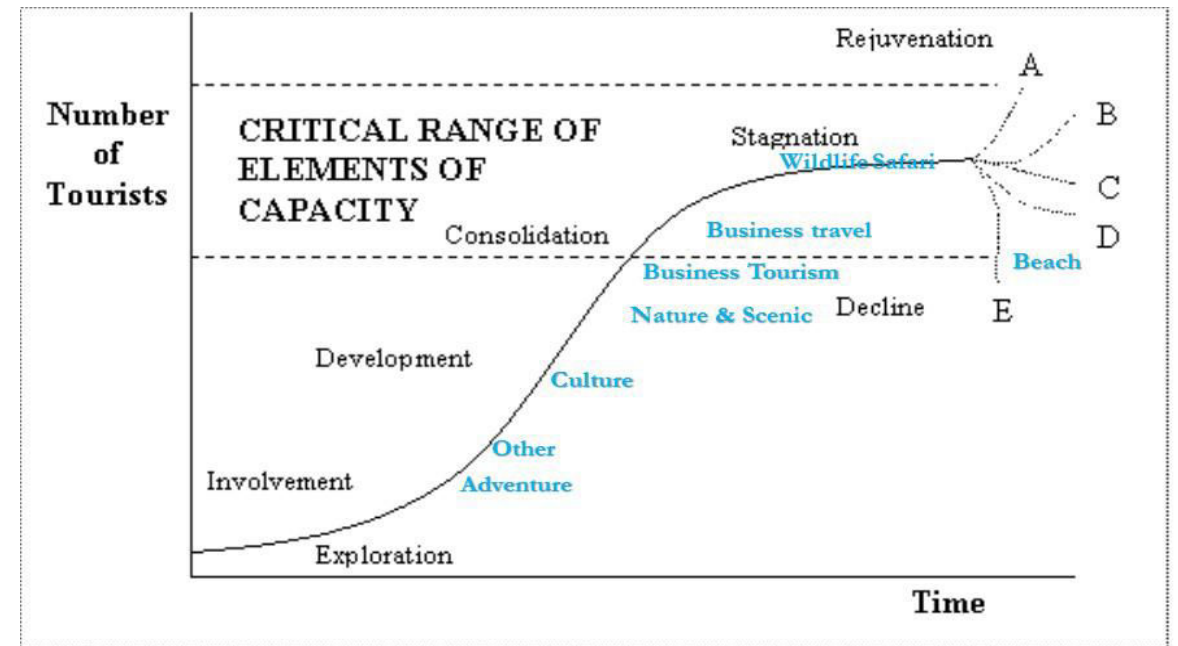 Rejuvenation
A
Number
of
Tourists
CRITICAL RANGE OF
ELEMENTS OF
CAPACITY
B
Stagnation
Wildlife Safari
C
Consolidation
Business travel
D
Beach
Business Tourism
Nature & Scenic
Decline
E
Development
Culture
Other
Involvement
Adventure
Exploration
Time